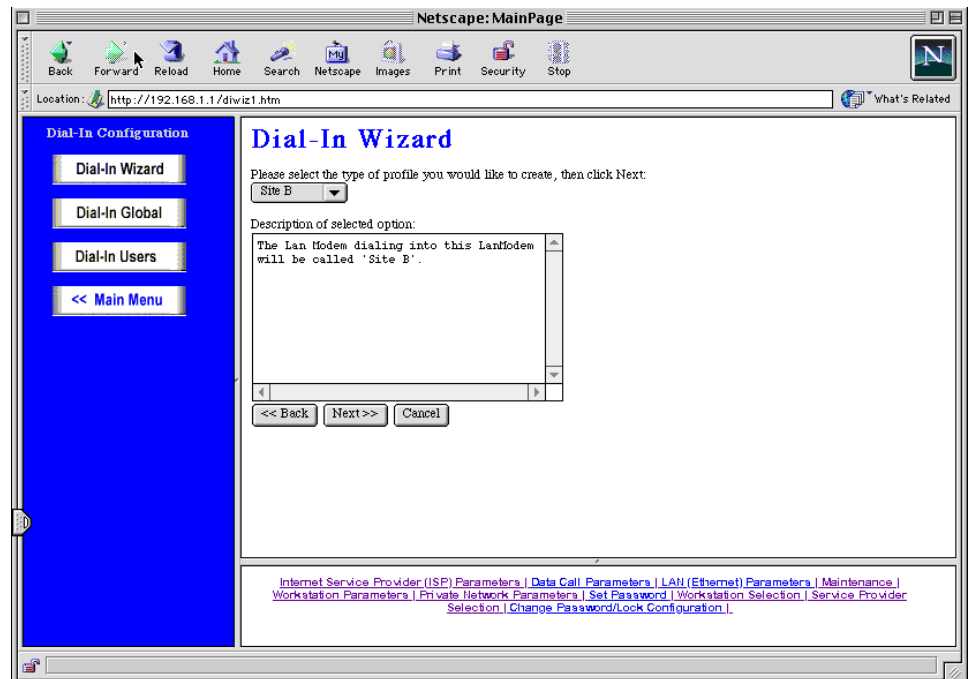 Netscape: MainPage
Back Forward Reload Home Search Netscape Images Print Security Stop
My
N
Location: http://192.168.1.1/diwiz1.htm What's Related
Dial-In Configuration
Dial-In Wizard
Dial-In Global
Dial-In Users
<< Main Menu
Dial-In Wizard
Please select the type of profile you would like to create, then click Next:
Site B
Description of selected option:
The Lan Modem dialing into this LanModem
will be called 'Site B'.
<< Back Next>> Cancel
Internet Service Provider (ISP) Parameters | Data Call Parameters | LAN (Ethernet) Parameters | Maintenance |
Workstation Parameters | Private Network Parameters | Set Password | Workstation Selection | Service Provider
Selection | Change Password/Lock Configuration |